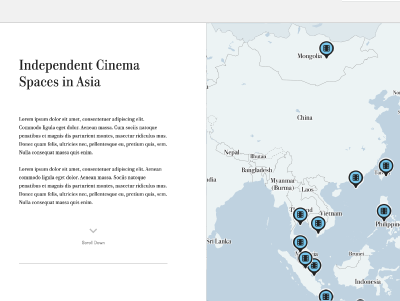 Independent Cinema
Spaces in Asia
Lorem ipsum dolor sit amet, consectetuer adipiscing elit.
Commodo ligula eget dolor. Aenean massa. Cum sociis natoque
penatibus et magnis dis parturient montes, nascetur ridiculus mus.
Donec quam felis, ultricies nec, pellentesque eu, pretium quis, sem.
Nulla consequat massa quis enim.
Lorem ipsum dolor sit amet, consectetuer adipiscing elit. Aenean
commodo ligula eget dolor. Aenean massa. Sociis natoque
penatibus et magnis dis parturient montes, nascetur ridiculus mus.
Donec quam felis, ultricies nec, pellentesque eu, pretium quis, sem.
Nulla consequat massa quis enim.
Scroll Down
Mongolia
China
Nepal
Bhutan
Bangladesh
Myanmar
(Burma)
Laos
Vietnam
Philippin
Sri Lanka
Brunei
Indonesia